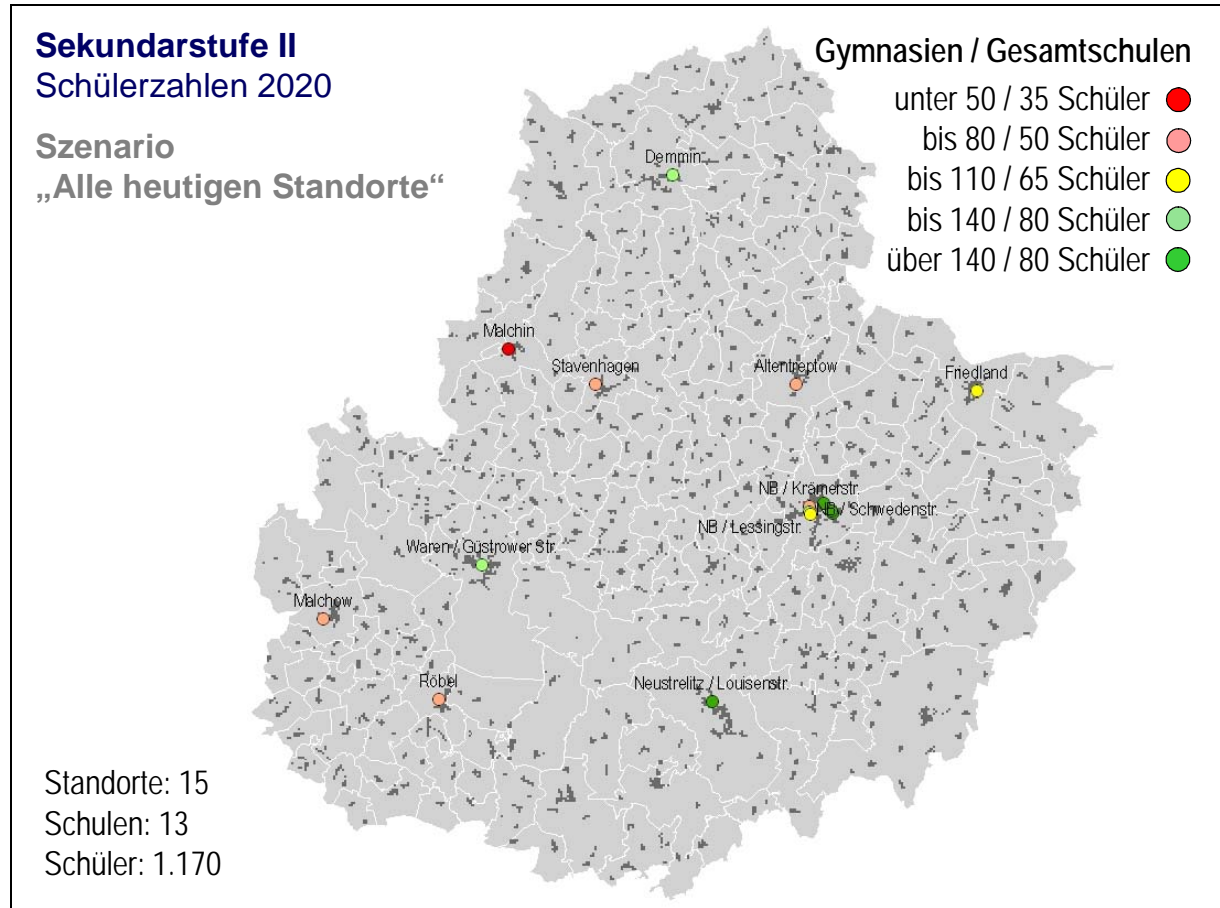 Sekundarstufe II
Schülerzahlen 2020
Szenario
„Alle heutigen Standorte“
Gymnasien / Gesamtschulen
unter 50 / 35 Schüler
bis 80 / 50 Schüler
bis 110 / 65 Schüler
bis 140 / 80 Schüler
über 140 / 80 Schüler
Demmin
Malchin
Stavenhagen
Altentreptow
Friedland
NB / Krämerstr.
NB / Schwedenstr.
NB / Lessingstr.
Waren / Güstrower Str.
Malchow
Röbel
Neustrelitz / Louisenstr.
Standorte: 15
Schulen: 13
Schüler: 1.170